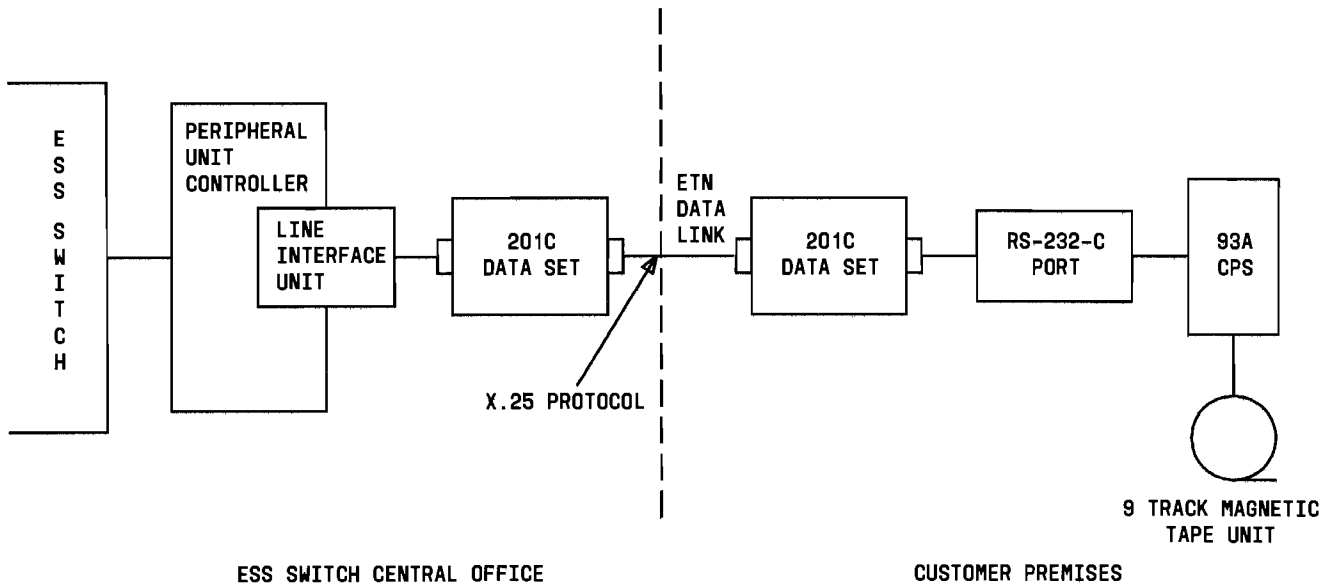 E
S
S
S
W
I
T
C
H
PERIPHERAL
UNIT
CONTROLLER
LINE
INTERFACE
UNIT
201C
DATA SET
X.25 PROTOCOL
ETN
DATA
LINK
201C
DATA SET
RS-232-C
PORT
93A
CPS
9 TRACK MAGNETIC
TAPE UNIT
ESS SWITCH CENTRAL OFFICE
CUSTOMER PREMISES